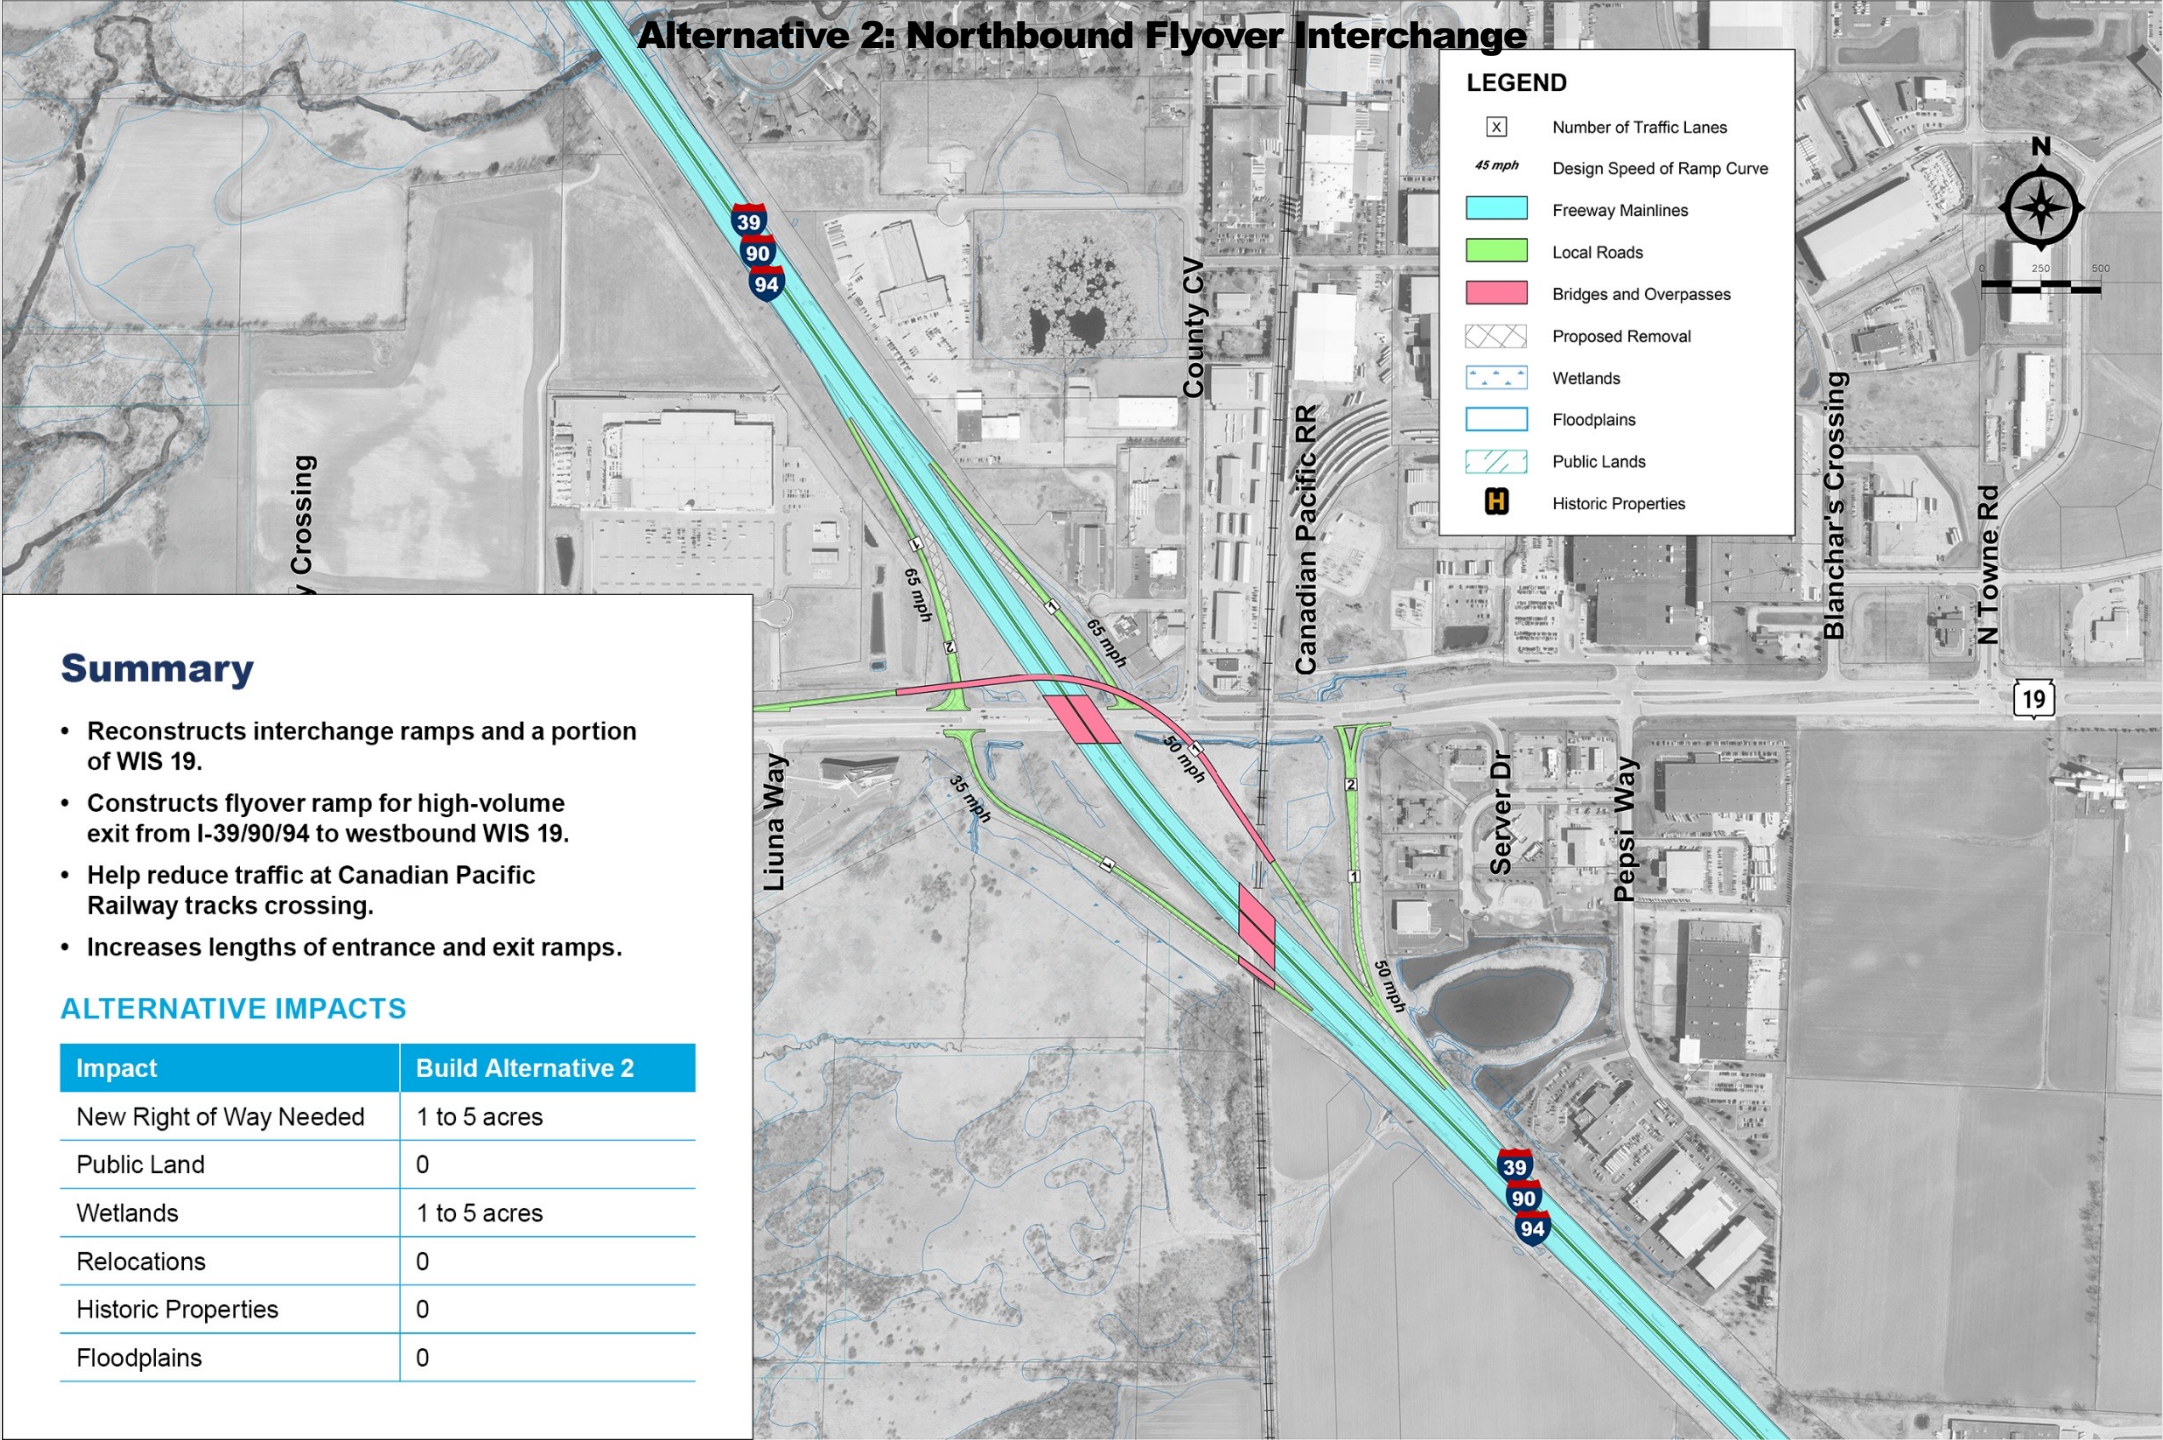 Alternative 2: Northbound Flyover Interchange
LEGEND
X Number of Traffic Lanes
45 mph Design Speed of Ramp Curve
Freeway Mainlines
Local Roads
Bridges and Overpasses
Proposed Removal
Wetlands
Floodplains
Public Lands
H Historic Properties
N
0 250 500
39
90
94
County CV
Canadian Pacific RR
Blanchar's Crossing
N Towne Rd
y Crossing
1
65 mph
2
1
65 mph
19
1
50 mph
35 mph
1
2
1
50 mph
Liuna Way
Server Dr
Pepsi Way
39
90
94
Summary
• Reconstructs interchange ramps and a portion
of WIS 19.
• Constructs flyover ramp for high-volume
exit from I-39/90/94 to westbound WIS 19.
• Help reduce traffic at Canadian Pacific
Railway tracks crossing.
• Increases lengths of entrance and exit ramps.
ALTERNATIVE IMPACTS
Impact Build Alternative 2
New Right of Way Needed 1 to 5 acres
Public Land 0
Wetlands 1 to 5 acres
Relocations 0
Historic Properties 0
Floodplains 0